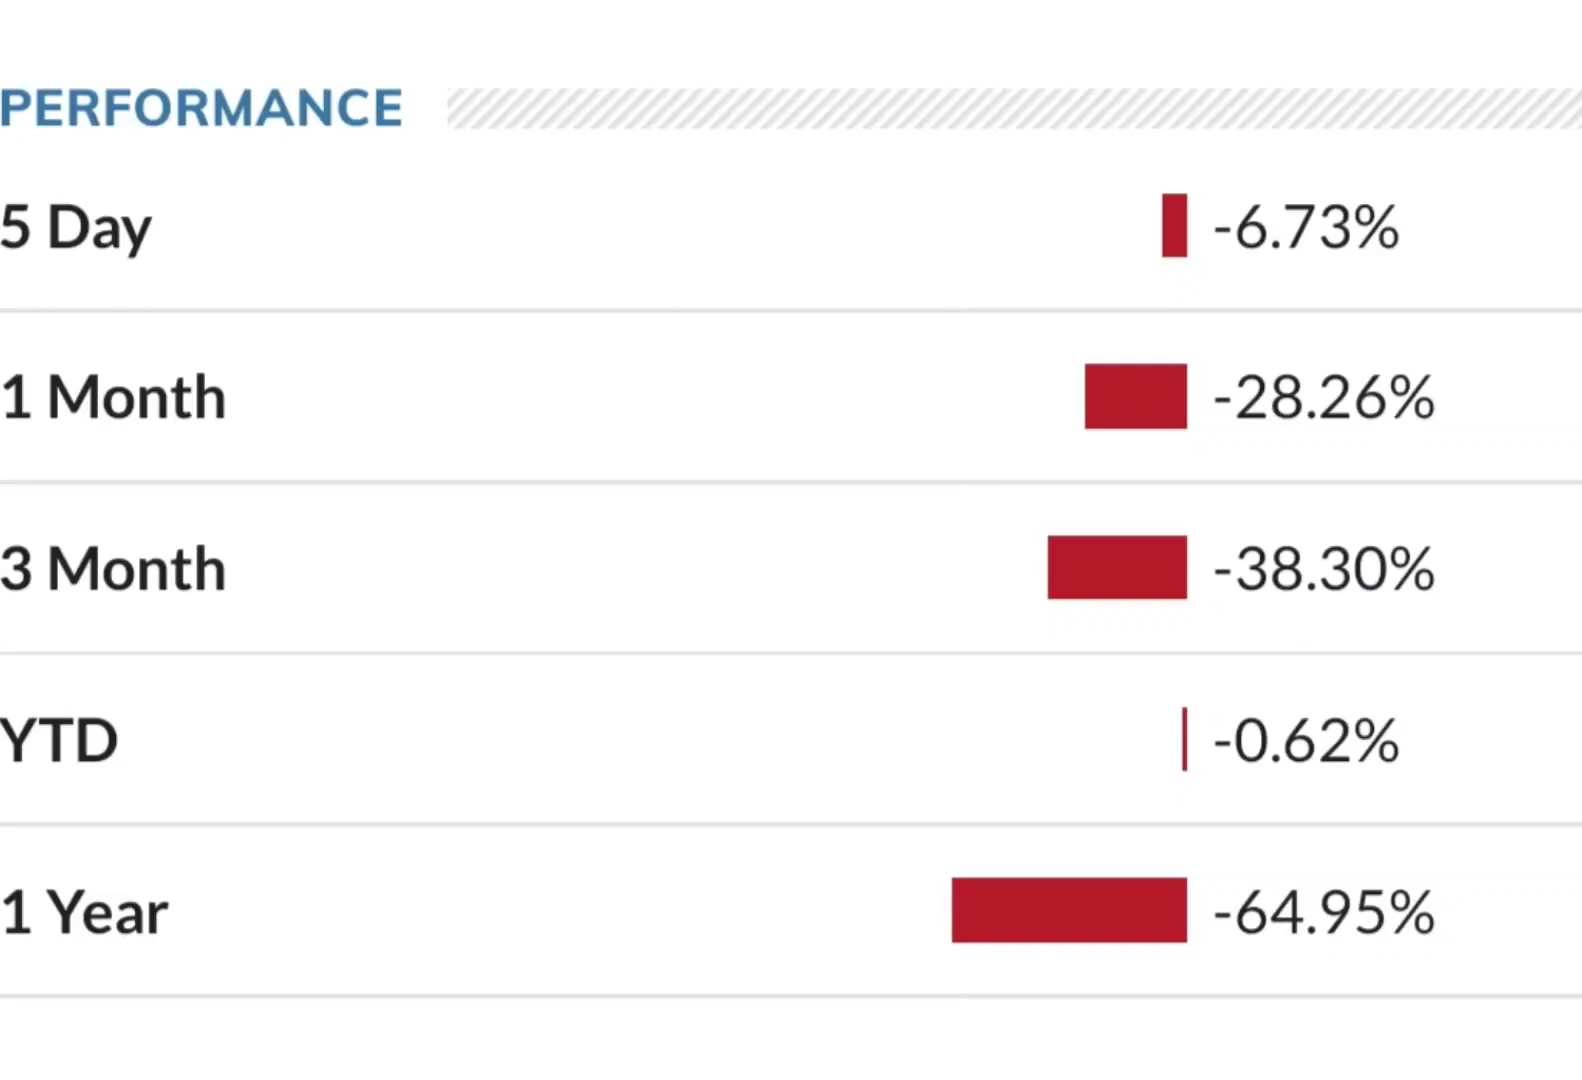 PERFORMANCE
5 Day -6.73%
1 Month -28.26%
3 Month -38.30%
YTD -0.62%
1 Year -64.95%